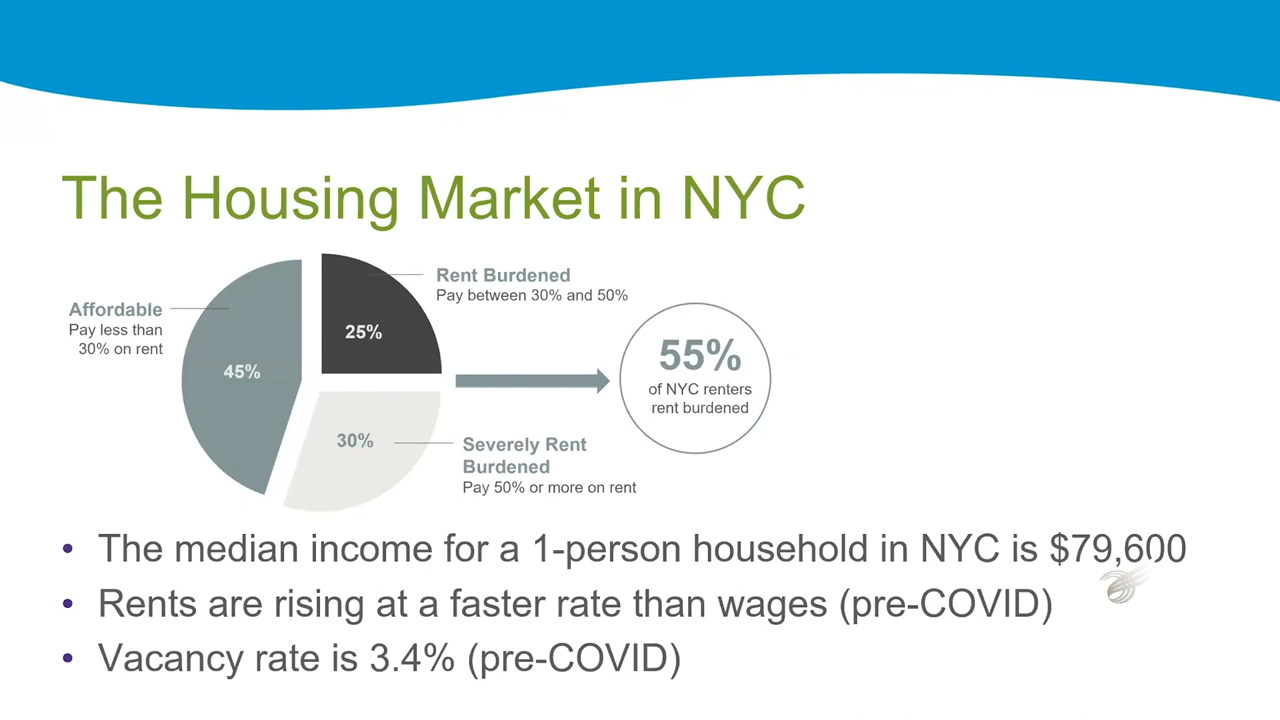 The Housing Market in NYC
Affordable
Pay less than
30% on rent
45%
25%
Rent Burdened
Pay between 30% and 50%
30%
Severely Rent
Burdened
Pay 50% or more on rent
55%
of NYC renters
rent burdened
• The median income for a 1-person household in NYC is $79,600
• Rents are rising at a faster rate than wages (pre-COVID)
• Vacancy rate is 3.4% (pre-COVID)